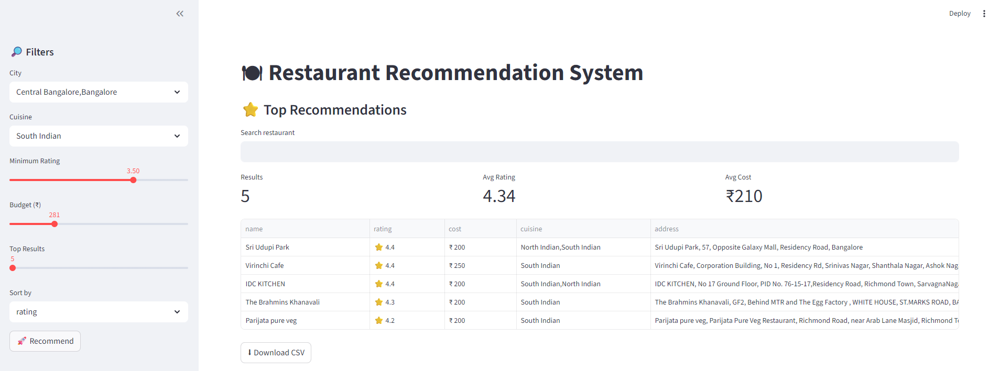 Deploy
Filters
City
Central Bangalore,Bangalore
Cuisine
South Indian
Minimum Rating
3.50
Budget (₹)
281
Top Results
5
Sort by
rating
Recommend
Restaurant Recommendation System
Top Recommendations
Search restaurant
Results Avg Rating Avg Cost
5 4.34 ₹210
name rating cost cuisine address
Sri Udupi Park 4.4 ₹ 200 North Indian,South Indian Sri Udupi Park, 57, Opposite Galaxy Mall, Residency Road, Bangalore
Virinchi Cafe 4.4 ₹ 250 South Indian Virinchi Cafe, Corporation Building, No 1, Residency Rd, Srinivas Nagar, Shanthala Nagar, Ashok Nag
IDC KITCHEN 4.4 ₹ 200 South Indian,North Indian IDC KITCHEN, No 17 Ground Floor, PID No. 76-15-17,Residency Road, Richmond Town, SarvagnaNag
The Brahmins Khanavali 4.3 ₹ 200 South Indian The Brahmins Khanavali, GF2, Behind MTR and The Egg Factory , WHITE HOUSE, ST.MARKS ROAD, BA
Parijata pure veg 4.2 ₹ 200 South Indian Parijata pure veg, Parijata Pure Veg Restaurant, Richmond Road, near Arab Lane Masjid, Richmond T
Download CSV